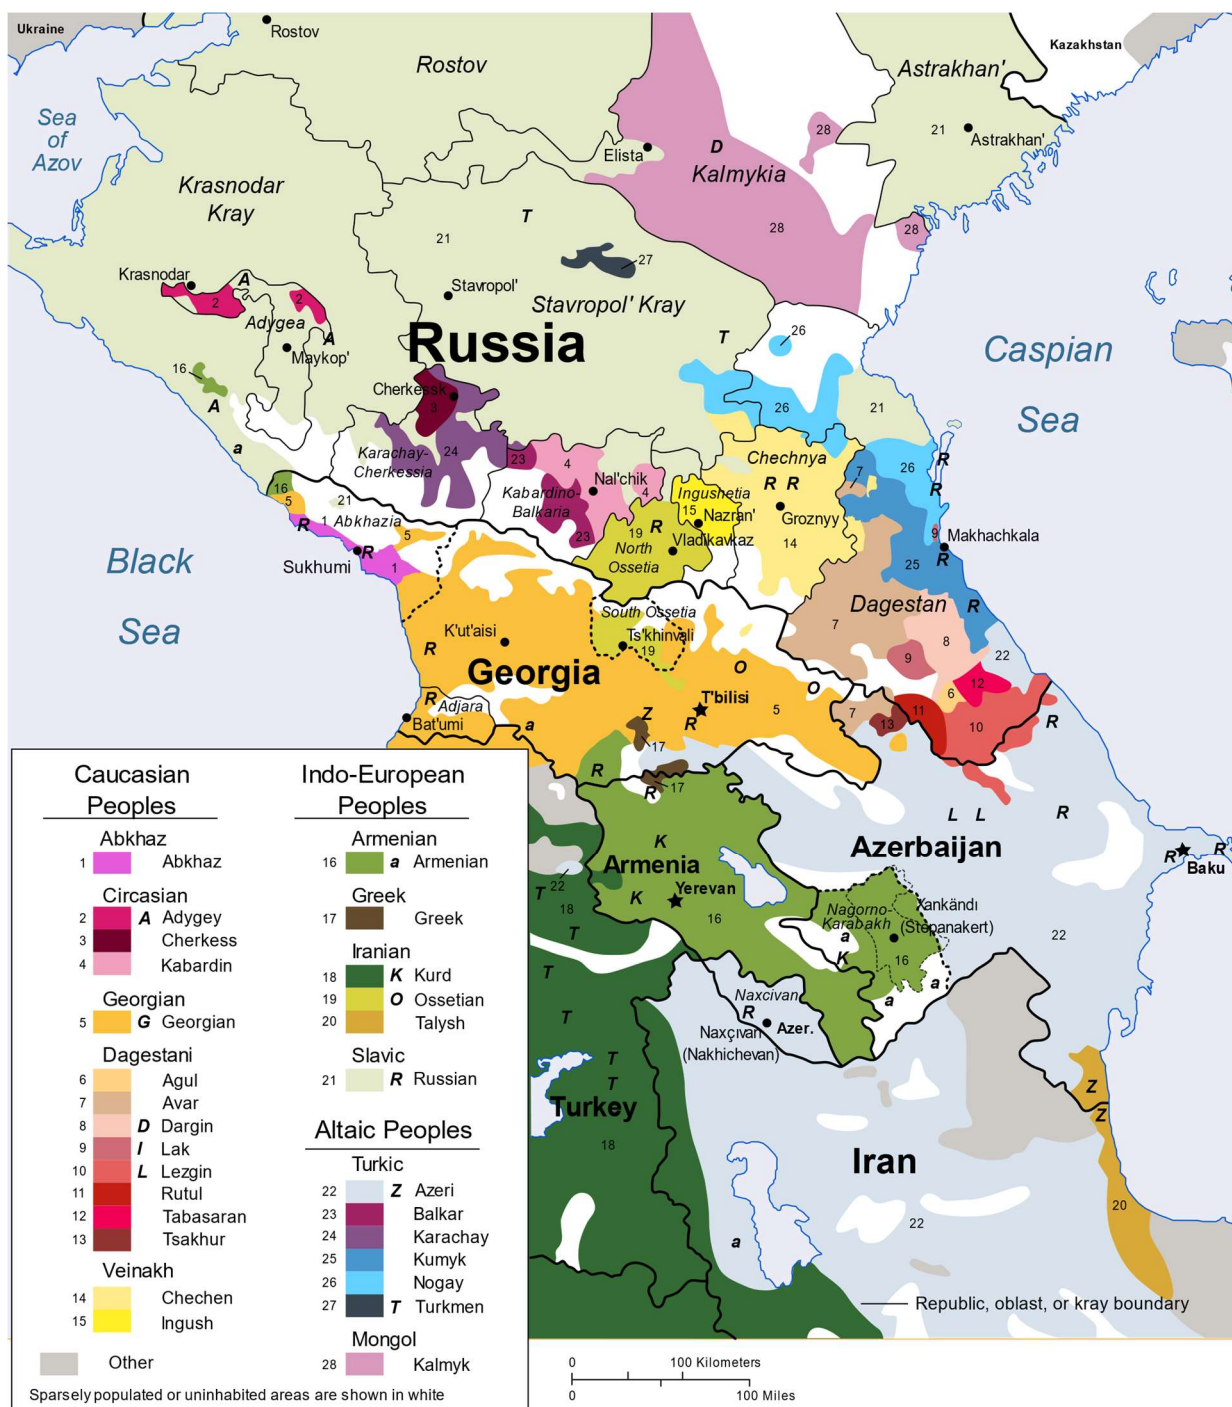 Ukraine
Rostov
Rostov
Kazakhstan
Astrakhan'
Sea
of
Azov
21
Astrakhan'
28
D
Kalmykia
Elista
Krasnodar
Kray
T
21
28
28
27
Krasnodar
A
2
2
Stavropol'
Stavropol' Kray
Adygea
A
Maykop'
Russia
T
26
Caspian
Sea
16
A
Cherkessk
3
26
21
a
Karachay-
Cherkessia
24
23
4
Chechnya
R R
7
26
R
R
16
5
21
Kabardino-
Balkaria
Nal'chik
4
Ingushetia
15
Nazran'
Groznyy
R
1
Abkhazia
5
23
19
R
North
Ossetia
Vladikavkaz
14
9
Makhachkala
R
Black
Sea
Sukhumi
R
1
25
Dagestan
R
South Ossetia
K'ut'aisi
R
Ts'khinvali
19
7
8
22
9
Georgia
O
O
12
6
R
Adjara
T'bilisi
R
5
7
13
11
10
R
Bat'umi
a
Z
17
R
17
R
L L
R
Azerbaijan
R
R
Baku
K
Armenia
K
Yerevan
16
T
22
18
T
Nagorno-
Karabakh
Xankändı
(Stepanakert)
a
K
16
22
a
a
T
T
Naxcivan
R
Naxçıvan
(Nakhichevan)
Azer.
T
T
Turkey
18
Z
Z
Iran
20
22
a
Republic, oblast, or kray boundary
0 100 Kilometers
0 100 Miles
Caucasian
Peoples
Abkhaz
1 Abkhaz
Circasian
2 A Adygey
3 Cherkess
4 Kabardin
Georgian
5 G Georgian
Dagestani
6 Agul
7 Avar
8 D Dargin
9 I Lak
10 L Lezgin
11 Rutul
12 Tabasaran
13 Tsakhur
Veinakh
14 Chechen
15 Ingush
Other
Indo-European
Peoples
Armenian
16 a Armenian
Greek
17 Greek
Iranian
18 K Kurd
19 O Ossetian
20 Talysh
Slavic
21 R Russian
Altaic Peoples
Turkic
22 Z Azeri
23 Balkar
24 Karachay
25 Kumyk
26 Nogay
27 T Turkmen
Mongol
28 Kalmyk
Sparsely populated or uninhabited areas are shown in white